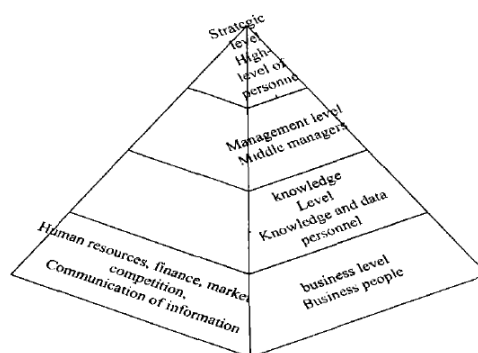 Strategic
level
High-
level of
personne
Management level
Middle managers
knowledge
Level
Knowledge and data
personnel
Human resources, finance, market
competition,
Communication of information
business level
Business people